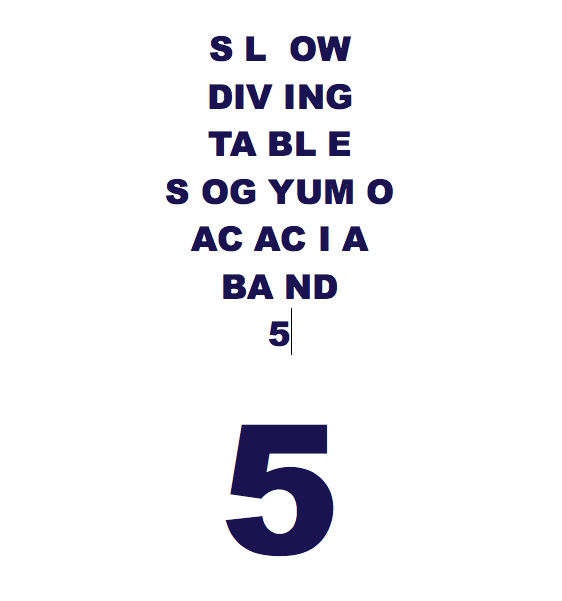 S L  OW
DIV ING
TA BL E
S OG YUM O
AC AC I A
BA ND
5
5